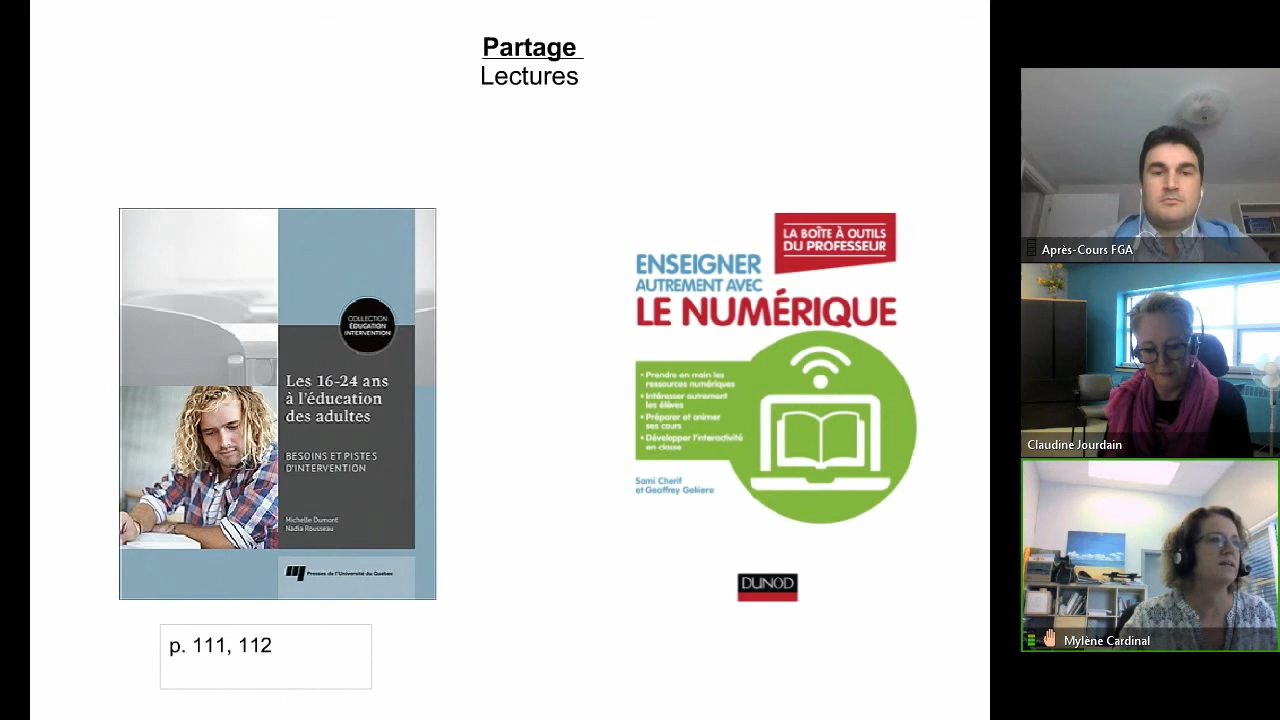 Partage
Lectures
COLLECTION
ÉDUCATION
INTERVENTION
Les 16-24 ans
à l'éducation
des adultes
BESOINS ET PISTES
D'INTERVENTION
Michelle Dumont
Nadia Rousseau
Presses de l'Université du Québec
p. 111, 112
LA BOÎTE À OUTILS
DU PROFESSEUR
ENSEIGNER
AUTREMENT AVEC
LE NUMÉRIQUE
• Prendre en main les
ressources numériques
• Intéresser autrement
les élèves
• Préparer et animer
ses cours
• Développer l'interactivité
en classe
Sami Cherif
et Geoffrey Gekiere
DUNOD
Après-Cours FGA
Claudine Jourdain
Mylène Cardinal